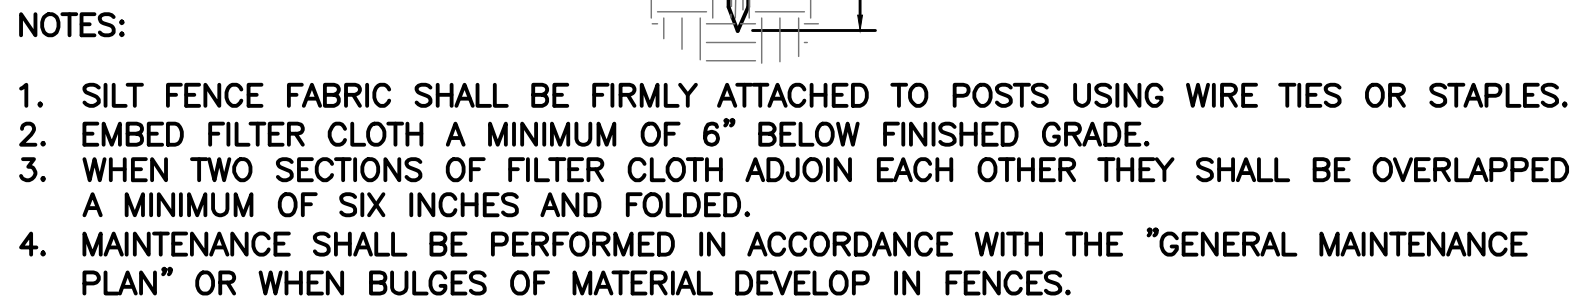 NOTES:
1. SILT FENCE FABRIC SHALL BE FIRMLY ATTACHED TO POSTS USING WIRE TIES OR STAPLES.
2. EMBED FILTER CLOTH A MINIMUM OF 6" BELOW FINISHED GRADE.
3. WHEN TWO SECTIONS OF FILTER CLOTH ADJOIN EACH OTHER THEY SHALL BE OVERLAPPED
A MINIMUM OF SIX INCHES AND FOLDED.
4. MAINTENANCE SHALL BE PERFORMED IN ACCORDANCE WITH THE "GENERAL MAINTENANCE
PLAN" OR WHEN BULGES OF MATERIAL DEVELOP IN FENCES.